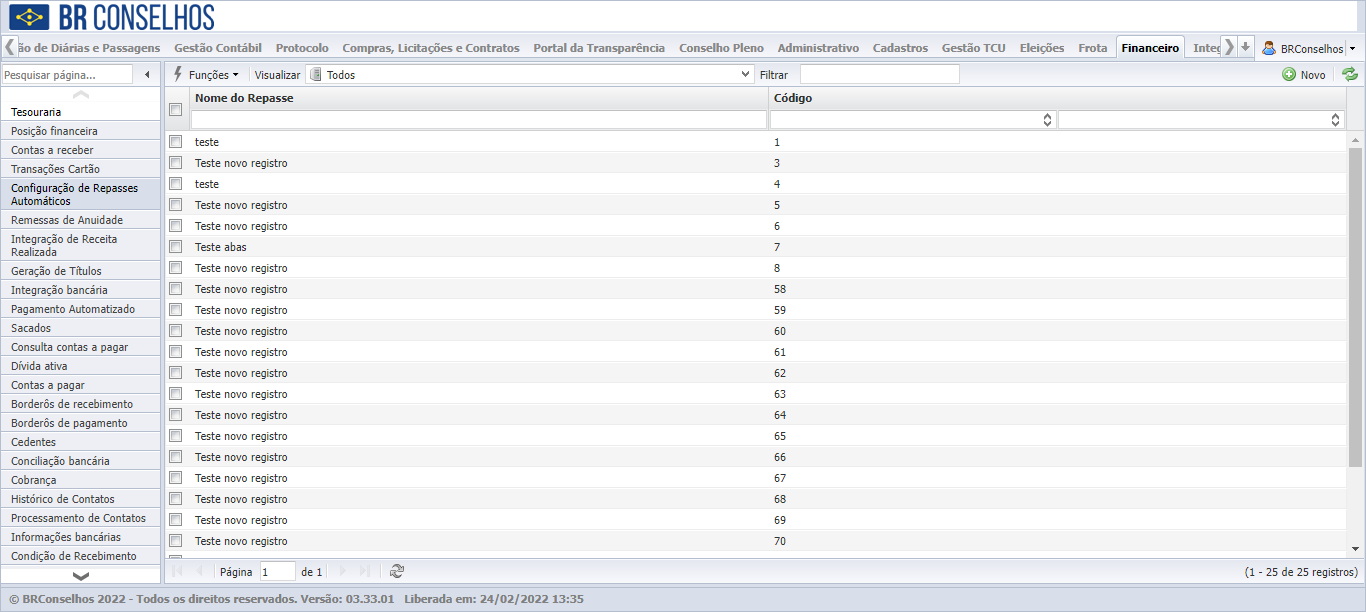 BR CONSELHOS
ão de Diárias e Passagens Gestão Contábil Protocolo Compras, Licitações e Contratos Portal da Transparência Conselho Pleno Administrativo Cadastros Gestão TCU Eleições Frota Financeiro Integ BRConselhos
Pesquisar página... Funções Visualizar Todos Filtrar Novo
Tesouraria
Posição financeira
Contas a receber
Transações Cartão
Configuração de Repasses
Automáticos
Remessas de Anuidade
Integração de Receita
Realizada
Geração de Títulos
Integração bancária
Pagamento Automatizado
Sacados
Consulta contas a pagar
Dívida ativa
Contas a pagar
Borderôs de recebimento
Borderôs de pagamento
Cedentes
Conciliação bancária
Cobrança
Histórico de Contatos
Processamento de Contatos
Informações bancárias
Condição de Recebimento
Nome do Repasse Código
teste 1
Teste novo registro 3
teste 4
Teste novo registro 5
Teste novo registro 6
Teste abas 7
Teste novo registro 8
Teste novo registro 58
Teste novo registro 59
Teste novo registro 60
Teste novo registro 61
Teste novo registro 62
Teste novo registro 63
Teste novo registro 64
Teste novo registro 65
Teste novo registro 66
Teste novo registro 67
Teste novo registro 68
Teste novo registro 69
Teste novo registro 70
Página 1 de 1 (1 - 25 de 25 registros)
© BRConselhos 2022 - Todos os direitos reservados. Versão: 03.33.01 Liberada em: 24/02/2022 13:35